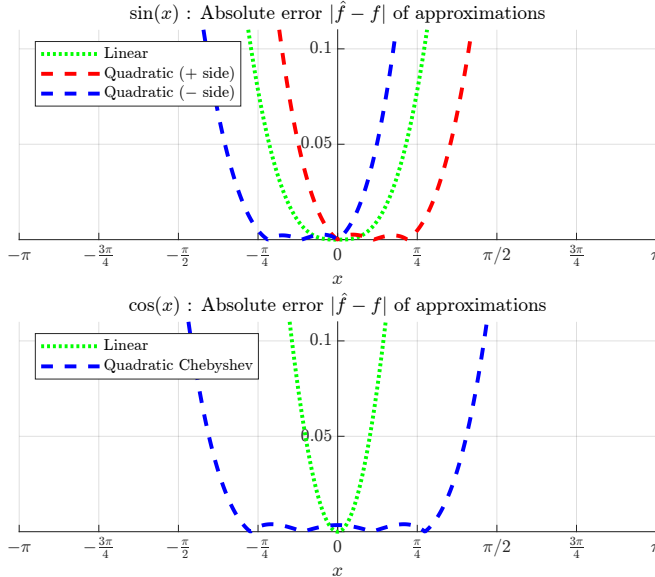 sin(x) : Absolute error |f̂ − f| of approximations
0.1
Linear
Quadratic (+ side)
Quadratic (− side)
0.05
−π −3π/4 −π/2 −π/4 0 π/4 π/2 3π/4 π
x
cos(x) : Absolute error |f̂ − f| of approximations
0.1
Linear
Quadratic Chebyshev
0.05
−π −3π/4 −π/2 −π/4 0 π/4 π/2 3π/4 π
x